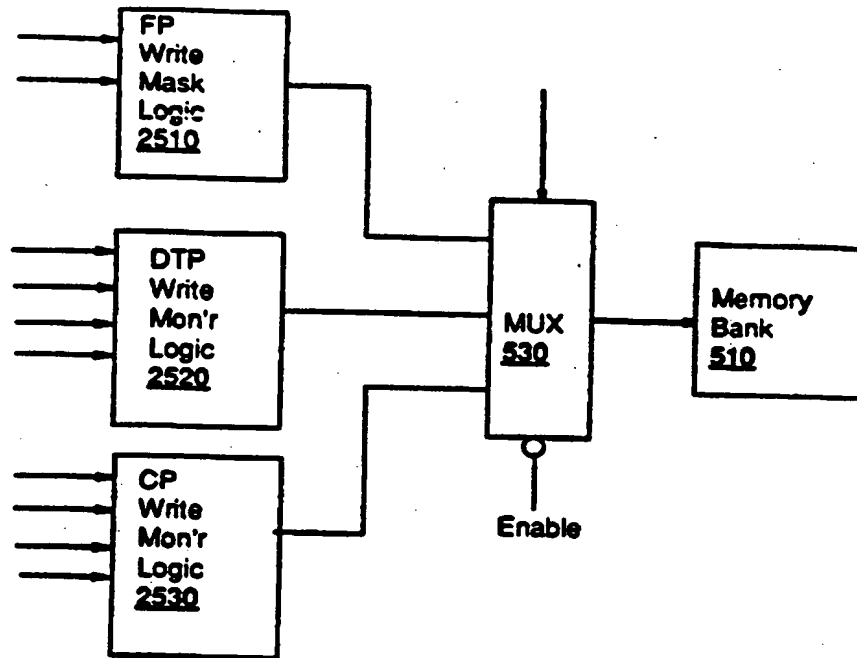 FP
Write
Mask
Logic
2510
DTP
Write
Mon'r
Logic
2520
CP
Write
Mon'r
Logic
2530
MUX
530
Enable
Memory
Bank
510